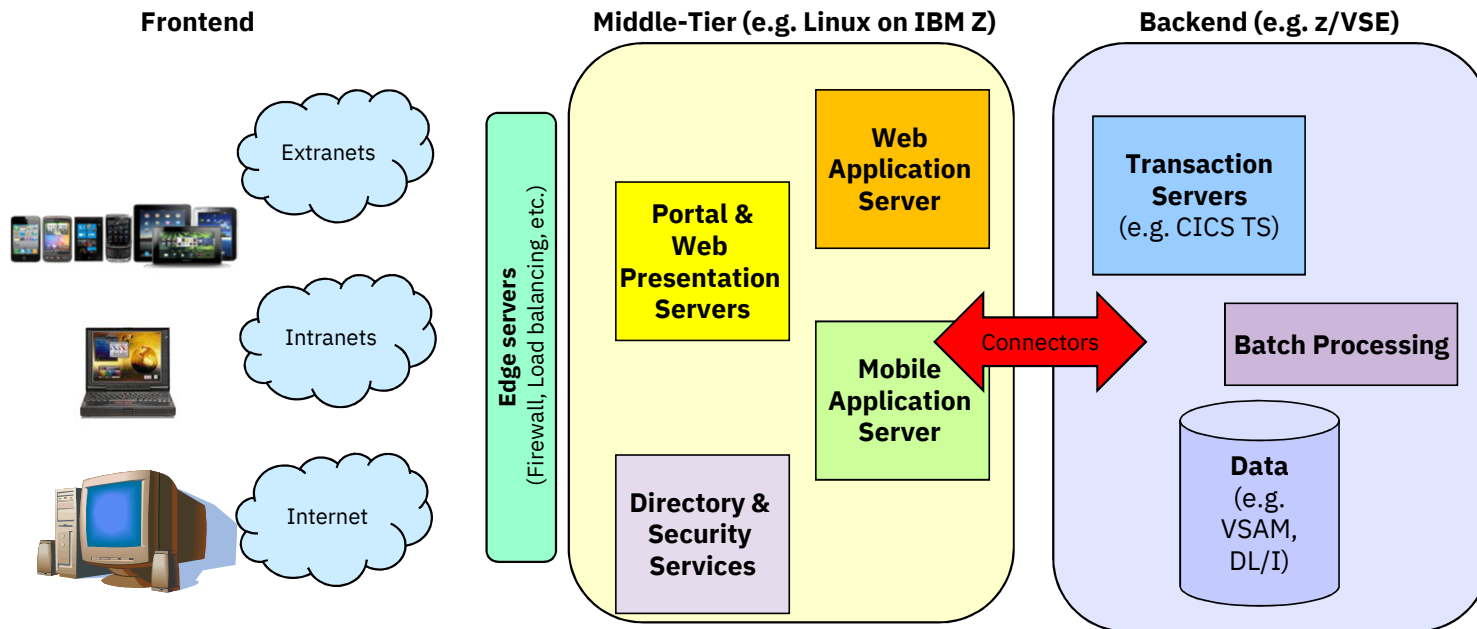 Frontend
Extranets
Intranets
Internet
Edge servers
(Firewall, Load balancing, etc.)
Middle-Tier (e.g. Linux on IBM Z)
Web
Application
Server
Portal &
Web
Presentation
Servers
Mobile
Application
Server
Directory &
Security
Services
Connectors
Backend (e.g. z/VSE)
Transaction
Servers
(e.g. CICS TS)
Batch Processing
Data
(e.g.
VSAM,
DL/I)